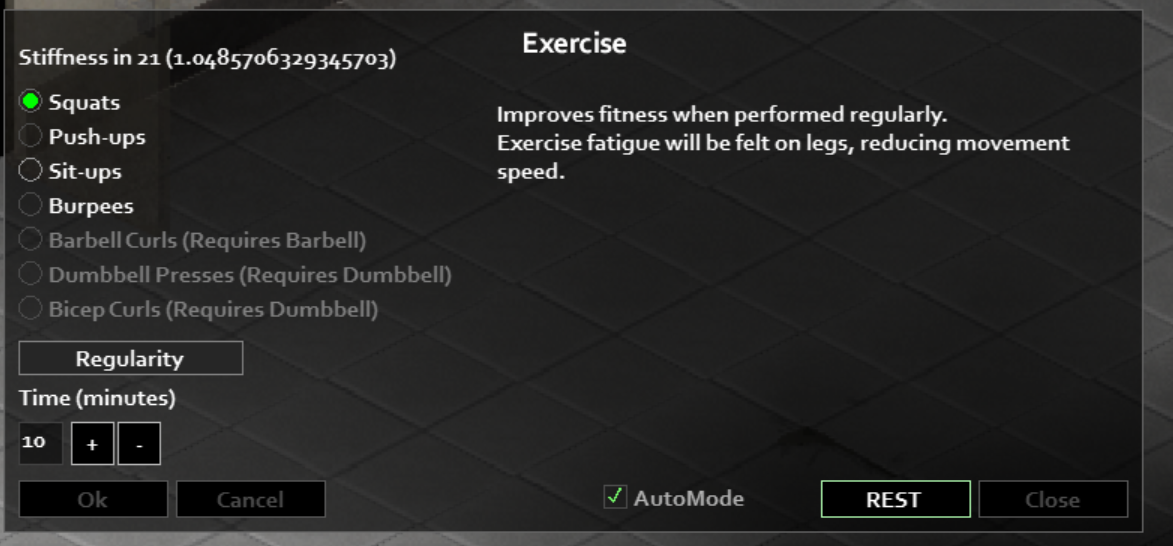 Exercise
Stiffness in 21 (1.0485706329345703)
Squats
Push-ups
Sit-ups
Burpees
Barbell Curls (Requires Barbell)
Dumbbell Presses (Requires Dumbbell)
Bicep Curls (Requires Dumbbell)
Improves fitness when performed regularly.
Exercise fatigue will be felt on legs, reducing movement
speed.
Regularity
Time (minutes)
10 + -
Ok Cancel AutoMode REST Close